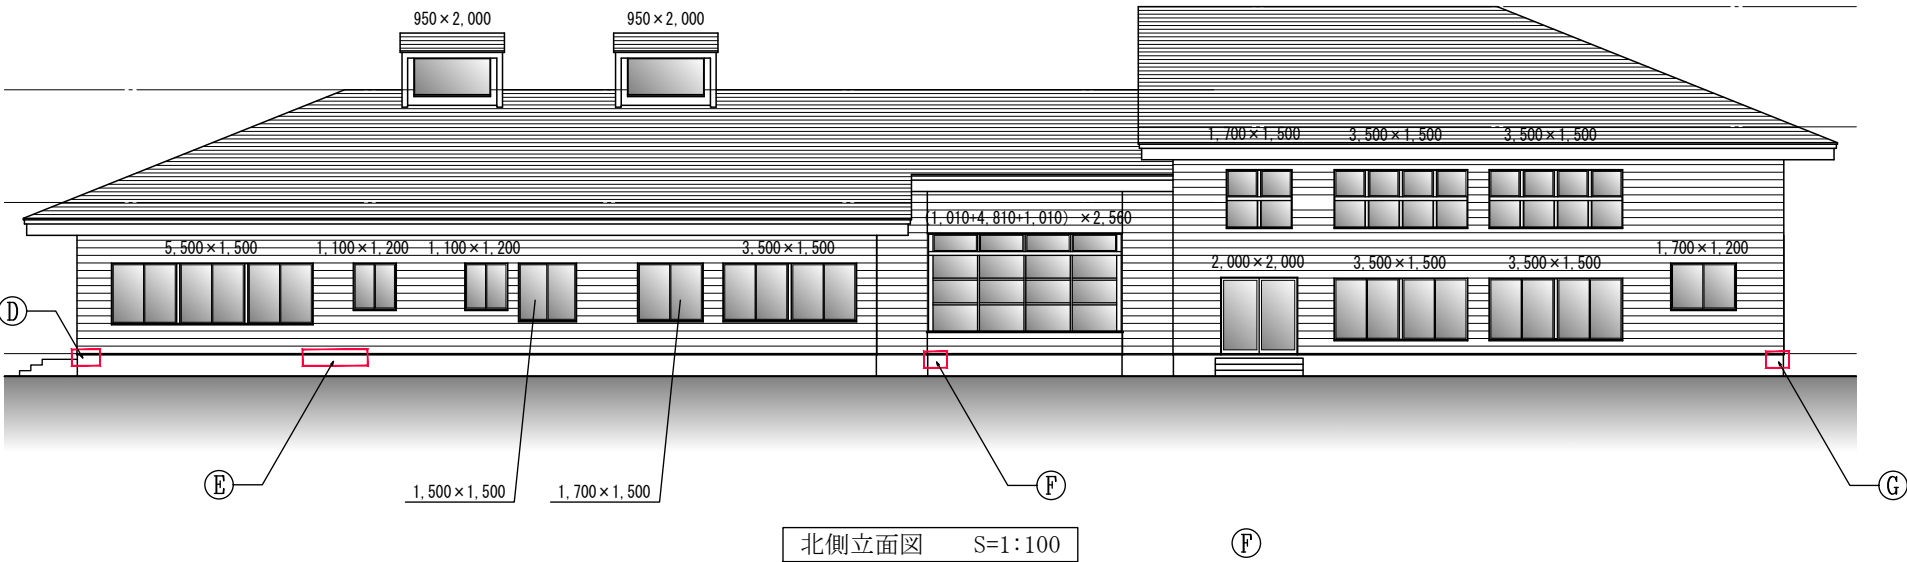 950×2,000 950×2,000
1,700×1,500 3,500×1,500 3,500×1,500
(1,010+4,810+1,010) ×2,560
5,500×1,500 1,100×1,200 1,100×1,200 3,500×1,500 1,700×1,200
2,000×2,000 3,500×1,500 3,500×1,500
D
E F G
1,500×1,500 1,700×1,500
北側立面図 S=1:100 F